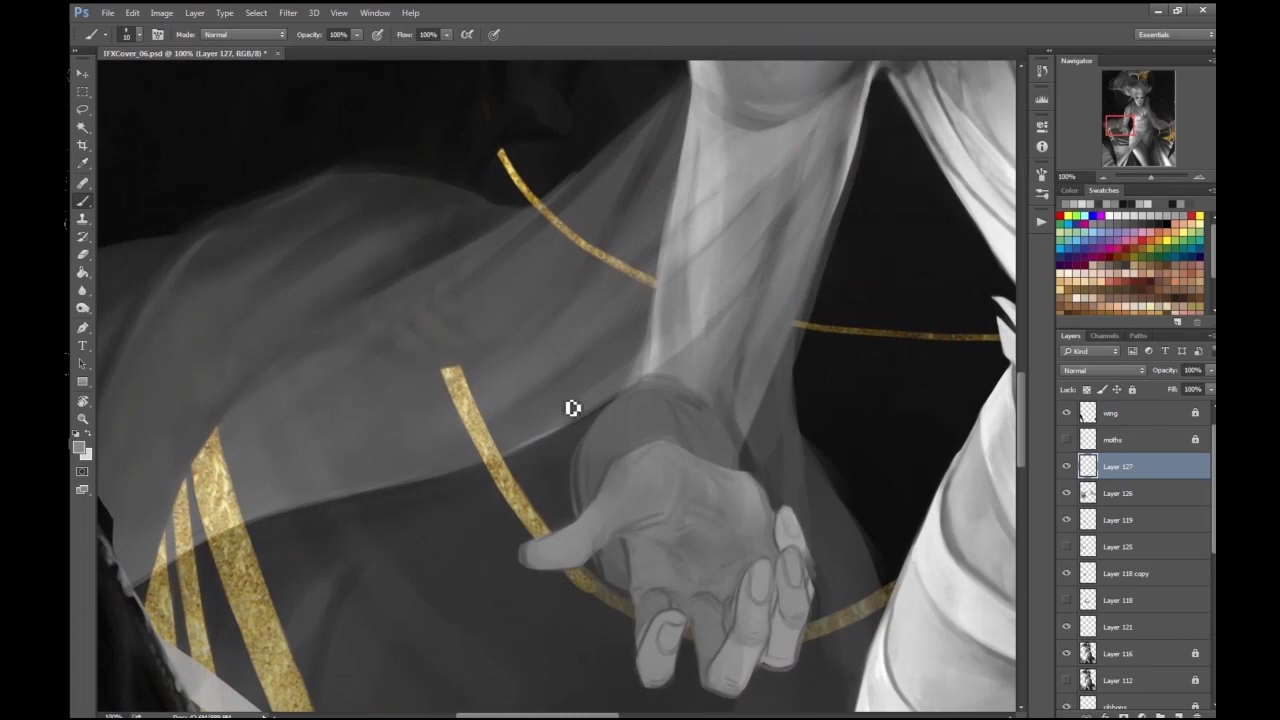 Ps File Edit Image Layer Type Select Filter 3D View Window Help
10 Mode: Normal Opacity: 100% Flow: 100% Essentials
IFXCover_06.psd @ 100% (Layer 127, RGB/8) * ×
Navigator
100%
Color Swatches
Layers Channels Paths
Kind
Normal Opacity: 100%
Lock: Fill: 100%
wing
moths
Layer 127
Layer 126
Layer 119
Layer 125
Layer 118 copy
Layer 118
Layer 121
Layer 116
Layer 112
ribbons
100%